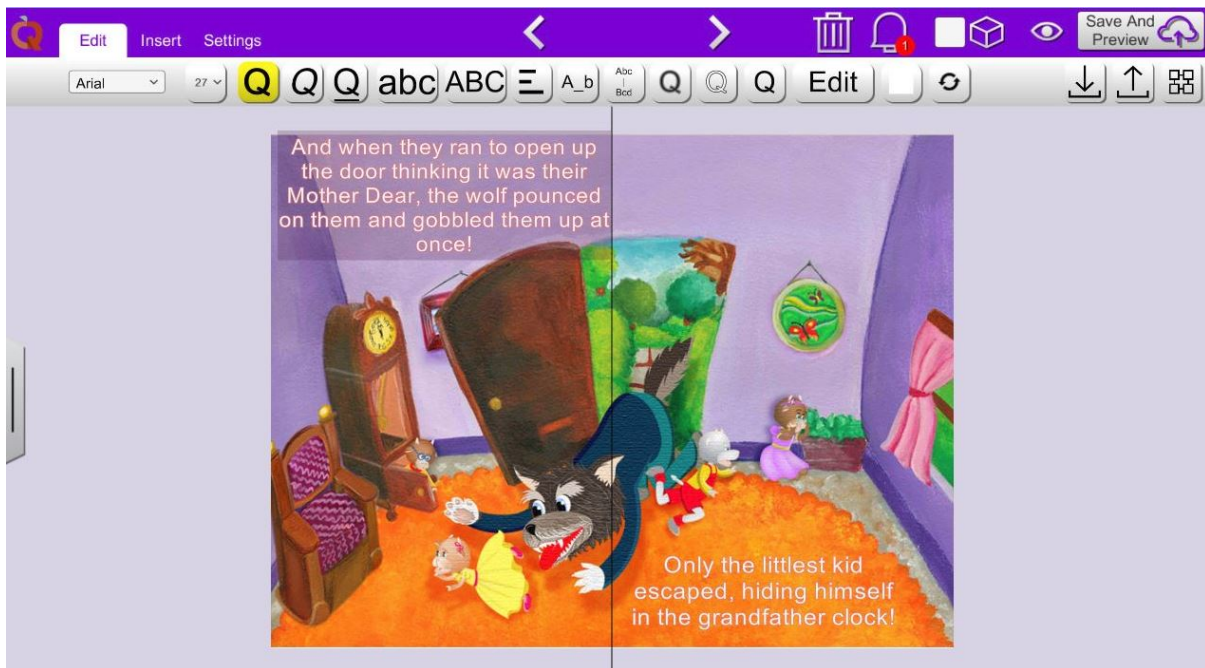 Edit Insert Settings
1
Save And
Preview
Arial
27
Q Q Q abc ABC A_b
Abc
Bcd
Q Q Q Edit
And when they ran to open up
the door thinking it was their
Mother Dear, the wolf pounced
on them and gobbled them up at
once!
Only the littlest kid
escaped, hiding himself
in the grandfather clock!